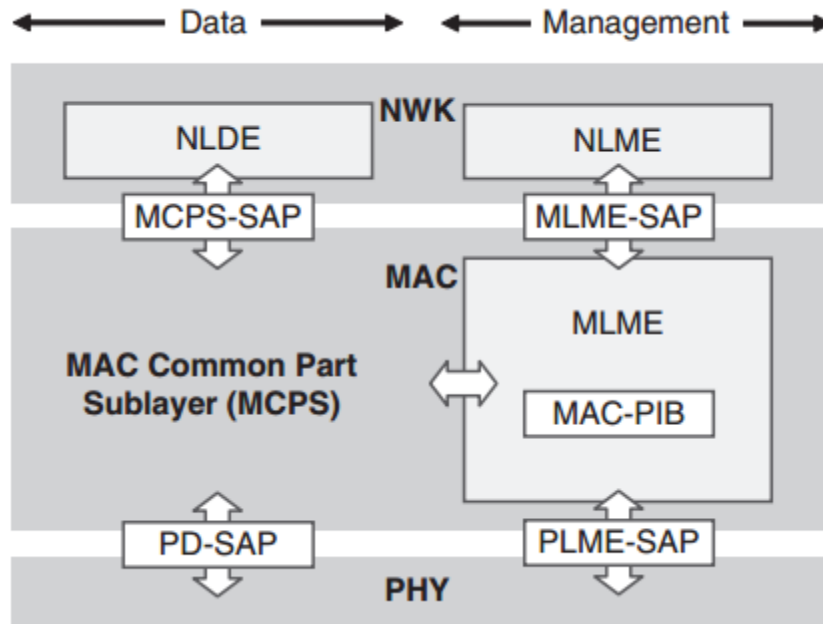 Data
Management
NWK
NLDE
NLME
MCPS-SAP
MLME-SAP
MAC
MLME
MAC Common Part
Sublayer (MCPS)
MAC-PIB
PD-SAP
PLME-SAP
PHY